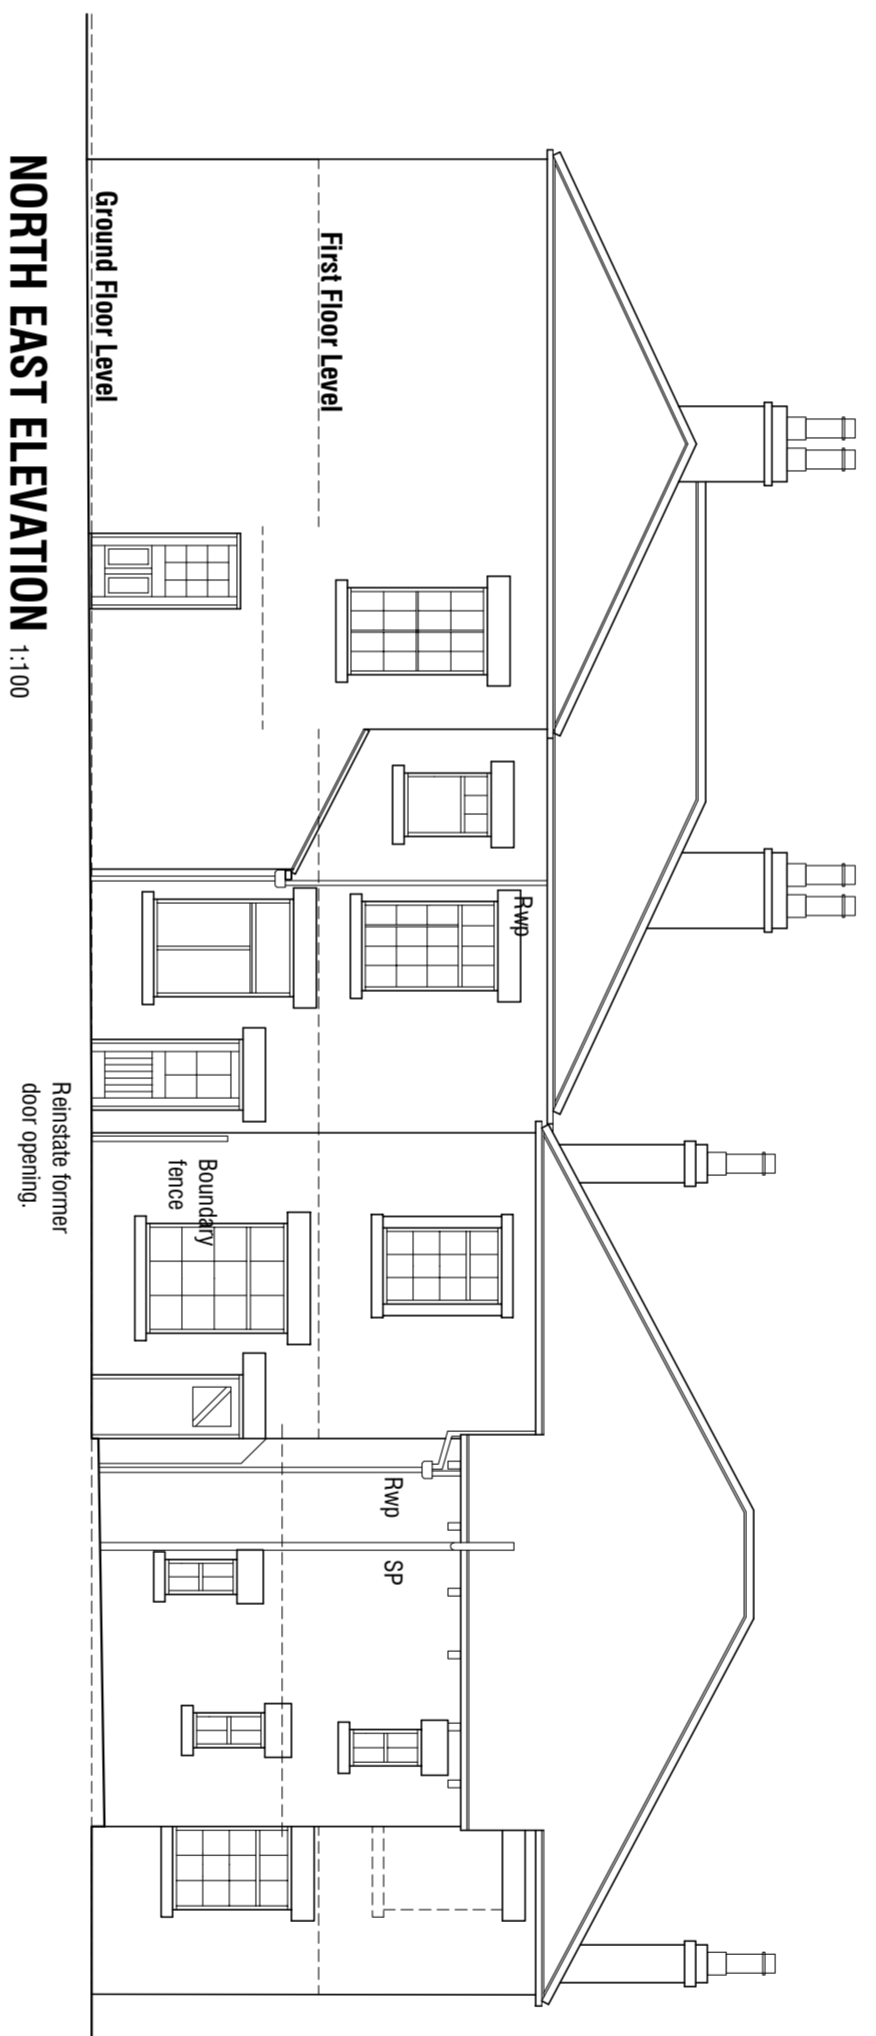 First Floor Level
Ground Floor Level
Rwp
Boundary
fence
Rwp
SP
Reinstate former
door opening.
NORTH EAST ELEVATION 1:100